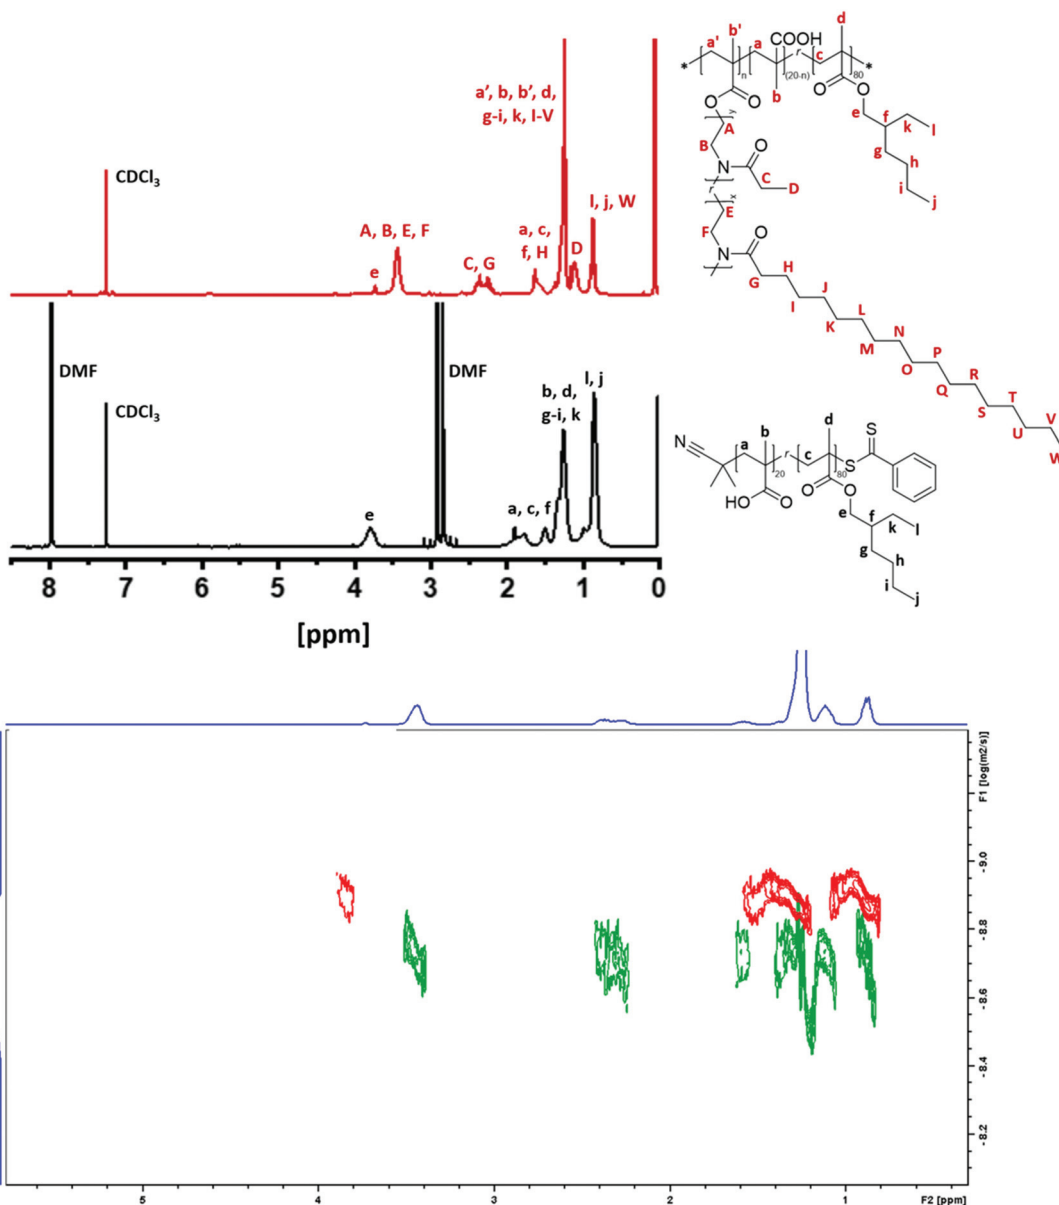 a', b, b', d,
g-i, k, I-V
CDCl3
A, B, E, F
e
C, G
a, c,
f, H
D
l, j, W
DMF
CDCl3
DMF
e
a, c, f
b, d,
g-i, k
l, j
8 7 6 5 4 3 2 1 0
[ppm]
b' COOH d
a' a r c
* n (20-n) 80 *
b
O O
O O
y
A e f k l
B g h
N O i
r C D j
x
E
F O
N
H
G I J
K L
M N
O P
Q R
S T
U V
W
b d S
N a r c S
20 80
HO O O O
e f k l
g h
i j
F1 [log(m2/s)]
-9.0
-8.8
-8.6
-8.4
-8.2
5 4 3 2 1 F2 [ppm]